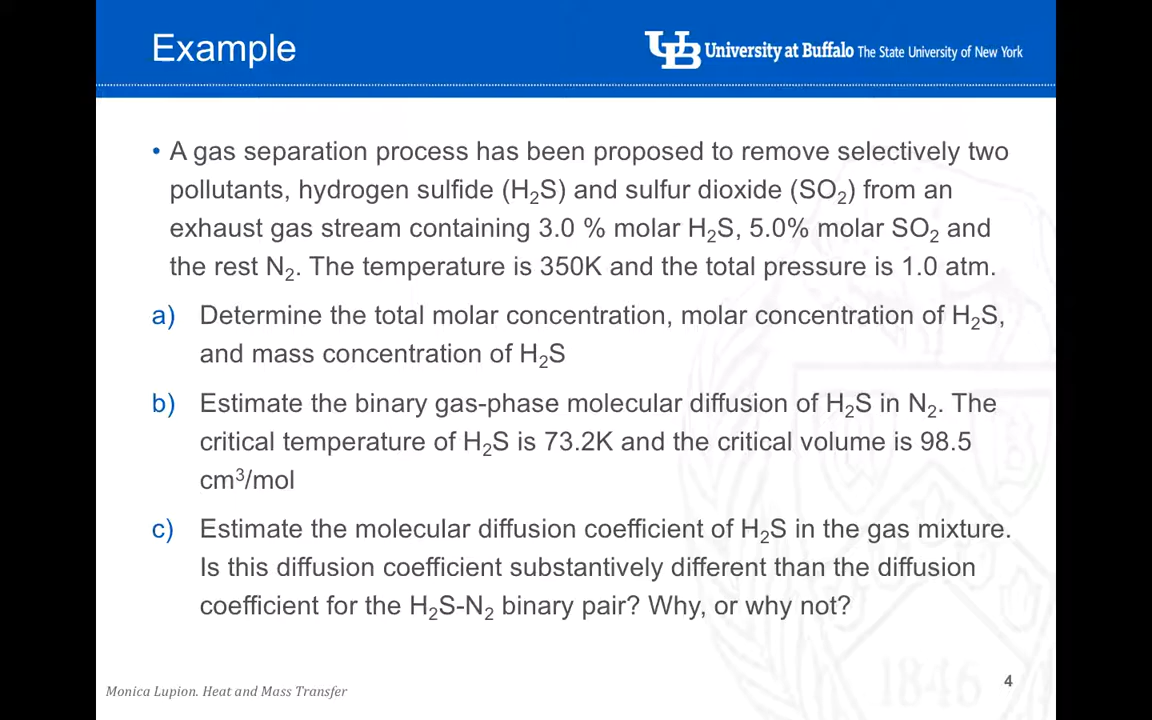 Example
UB University at Buffalo The State University of New York
• A gas separation process has been proposed to remove selectively two
pollutants, hydrogen sulfide (H₂S) and sulfur dioxide (SO₂) from an
exhaust gas stream containing 3.0 % molar H₂S, 5.0% molar SO₂ and
the rest N₂. The temperature is 350K and the total pressure is 1.0 atm.
a) Determine the total molar concentration, molar concentration of H₂S,
and mass concentration of H₂S
b) Estimate the binary gas-phase molecular diffusion of H₂S in N₂. The
critical temperature of H₂S is 73.2K and the critical volume is 98.5
cm³/mol
c) Estimate the molecular diffusion coefficient of H₂S in the gas mixture.
Is this diffusion coefficient substantively different than the diffusion
coefficient for the H₂S-N₂ binary pair? Why, or why not?
1846
Monica Lupion. Heat and Mass Transfer
4